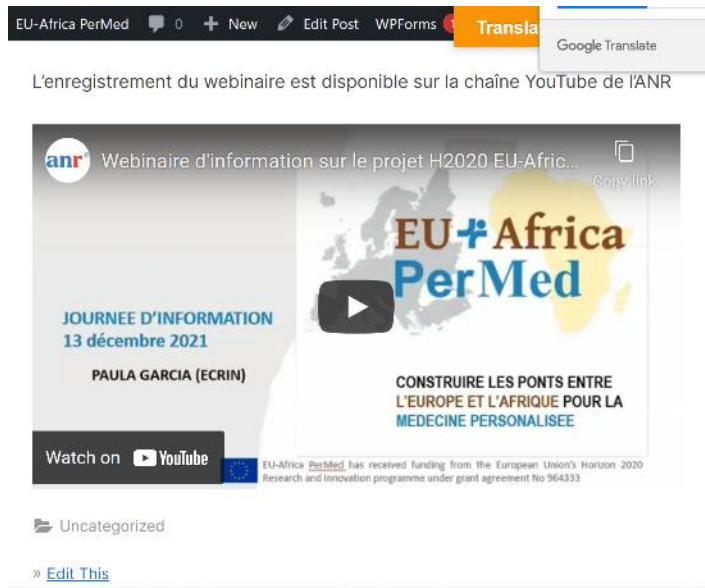 EU-Africa PerMed 0 New Edit Post WPForms
Google Translate
L'enregistrement du webinaire est disponible sur la chaîne YouTube de l'ANR
anr Webinaire d'information sur le projet H2020 EU-Afric...
Copy link
EU Africa
PerMed
JOURNEE D'INFORMATION
13 décembre 2021
PAULA GARCIA (ECRIN)
CONSTRUIRE LES PONTS ENTRE
L'EUROPE ET L'AFRIQUE POUR LA
MEDECINE PERSONALISEE
Watch on YouTube
EU-Africa PerMed has received funding from the European Union's Horizon 2020
Research and Innovation programme under grant agreement No 964333
Uncategorized
» Edit This